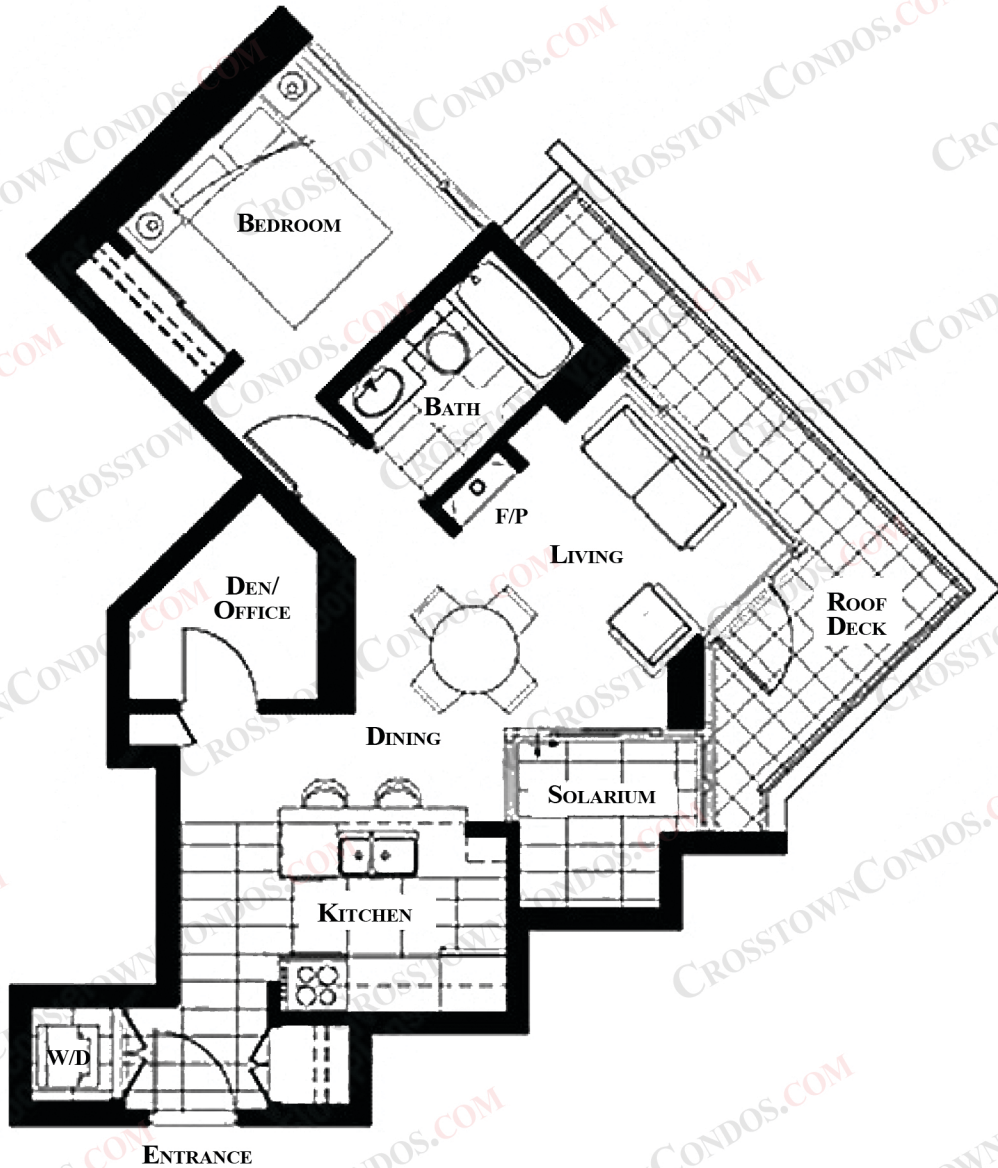 CrosstownCondos.com
Bedroom
Bath
F/P
Living
Den/
Office
Roof
Deck
Dining
Solarium
Kitchen
W/D
Entrance